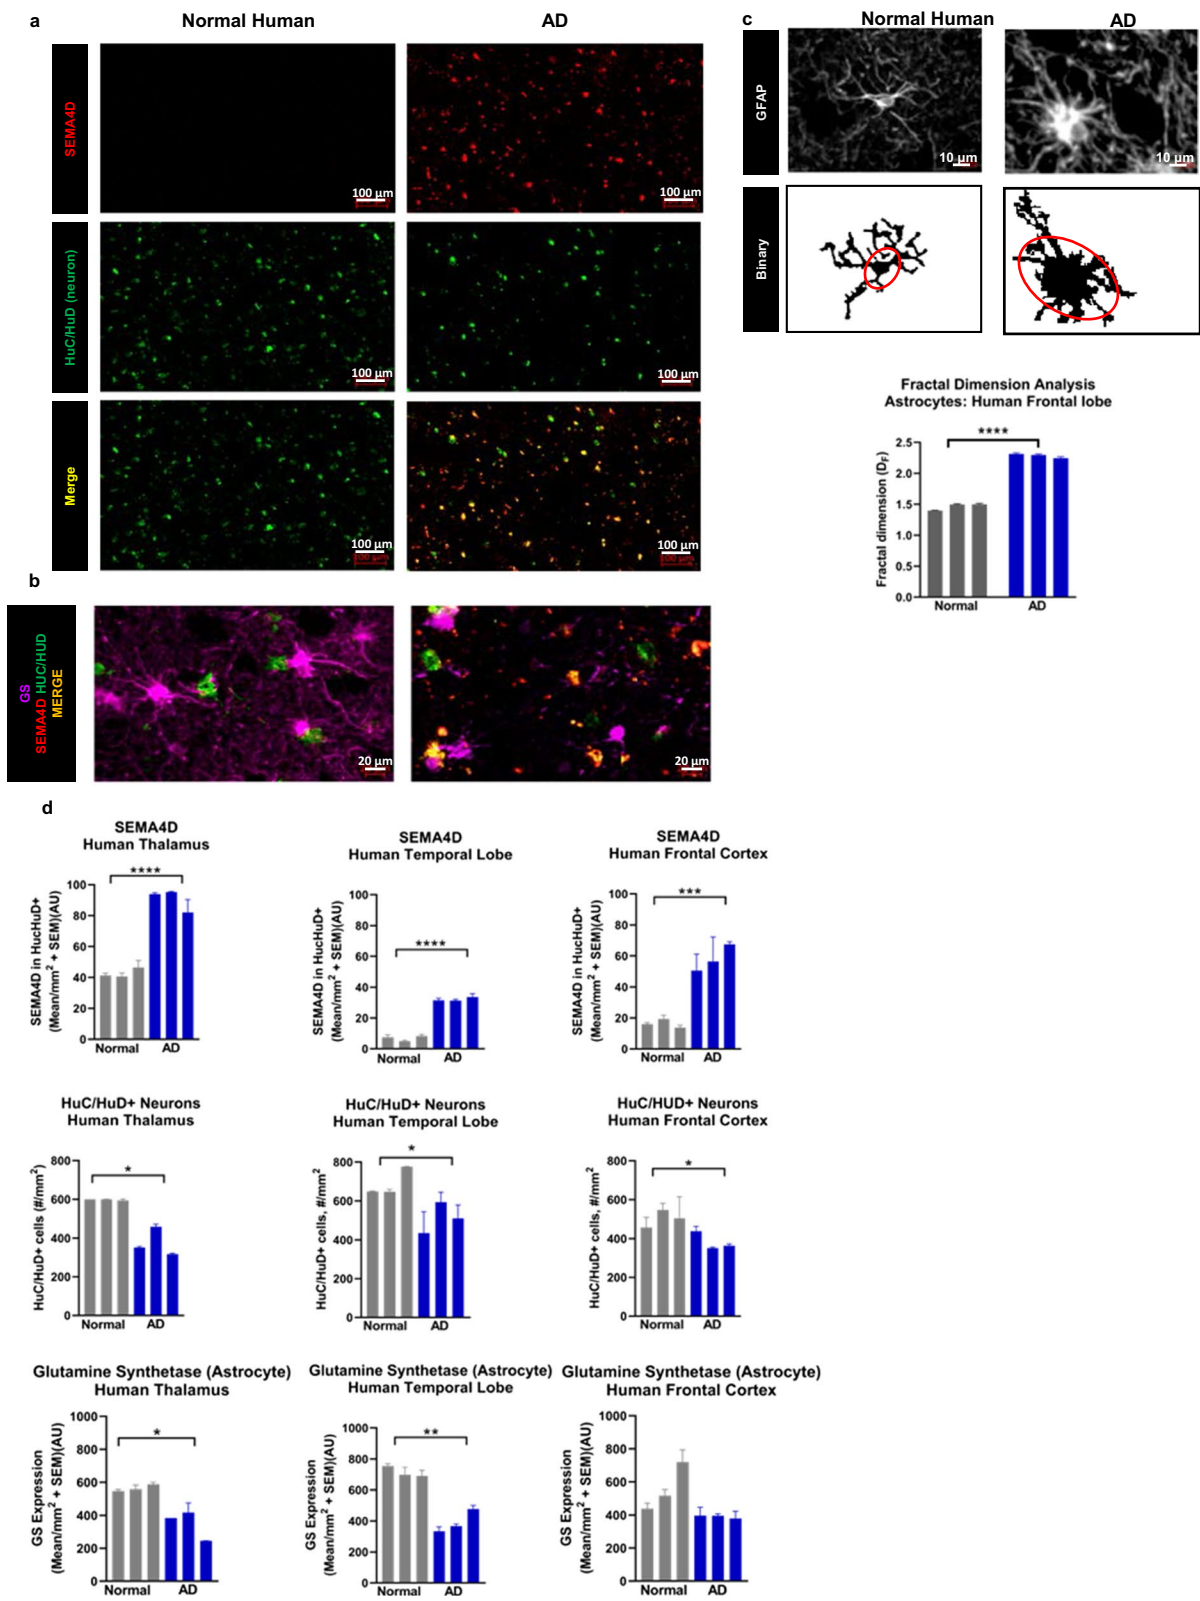 a
Normal Human
AD
SEMA4D
100 µm
100 µm
HuC/HuD (neuron)
100 µm
100 µm
Merge
100 µm
100 µm
b
GS
SEMA4D HUC/HUD
MERGE
20 µm
20 µm
c
Normal Human
AD
GFAP
10 µm
10 µm
Binary
Fractal Dimension Analysis
Astrocytes: Human Frontal lobe
Fractal dimension (DF)
2.5
2.0
1.5
1.0
0.5
0.0
****
Normal
AD
d
SEMA4D
Human Thalamus
SEMA4D in HucHuD+
(Mean/mm² + SEM)(AU)
100
80
60
40
20
0
****
Normal
AD
SEMA4D
Human Temporal Lobe
SEMA4D in HucHuD+
(Mean/mm² + SEM)(AU)
100
80
60
40
20
0
****
Normal
AD
SEMA4D
Human Frontal Cortex
SEMA4D in HucHuD+
(Mean/mm² + SEM)(AU)
100
80
60
40
20
0
***
Normal
AD
HuC/HuD+ Neurons
Human Thalamus
HuC/HuD+ cells (#/mm²)
800
600
400
200
0
*
Normal
AD
HuC/HuD+ Neurons
Human Temporal Lobe
HuC/HuD+ cells, #/mm²
800
600
400
200
0
*
Normal
AD
HuC/HUD+ Neurons
Human Frontal Cortex
HuC/HuD+ cells, #/mm²
800
600
400
200
0
*
Normal
AD
Glutamine Synthetase (Astrocyte)
Human Thalamus
GS Expression
(Mean/mm² + SEM)(AU)
1000
800
600
400
200
0
*
Normal
AD
Glutamine Synthetase (Astrocyte)
Human Temporal Lobe
GS Expression
(Mean/mm² + SEM)(AU)
1000
800
600
400
200
0
**
Normal
AD
Glutamine Synthetase (Astrocyte)
Human Frontal Cortex
GS Expression
(Mean/mm² + SEM)(AU)
1000
800
600
400
200
0
Normal
AD